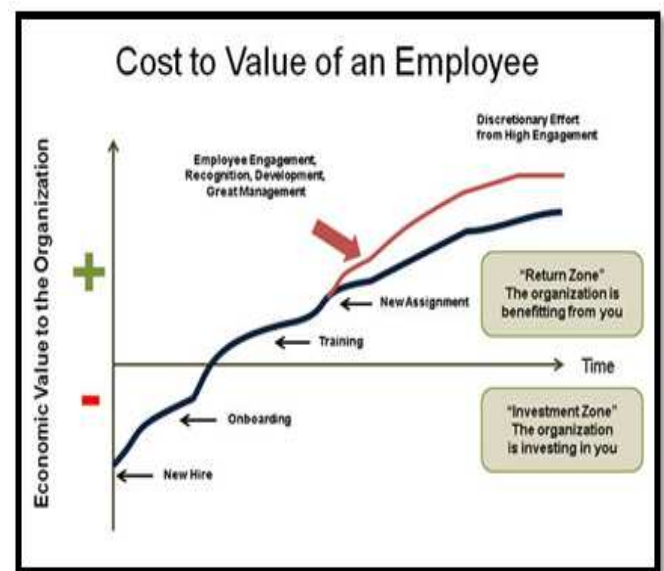 Cost to Value of an Employee
Economic Value to the Organization
Discretionary Effort
from High Engagement
Employee Engagement,
Recognition, Development,
Great Management
+
"Return Zone"
The organization is
benefitting from you
New Assignment
Training
Time
-
"Investment Zone"
The organization
is investing in you
Onboarding
New Hire